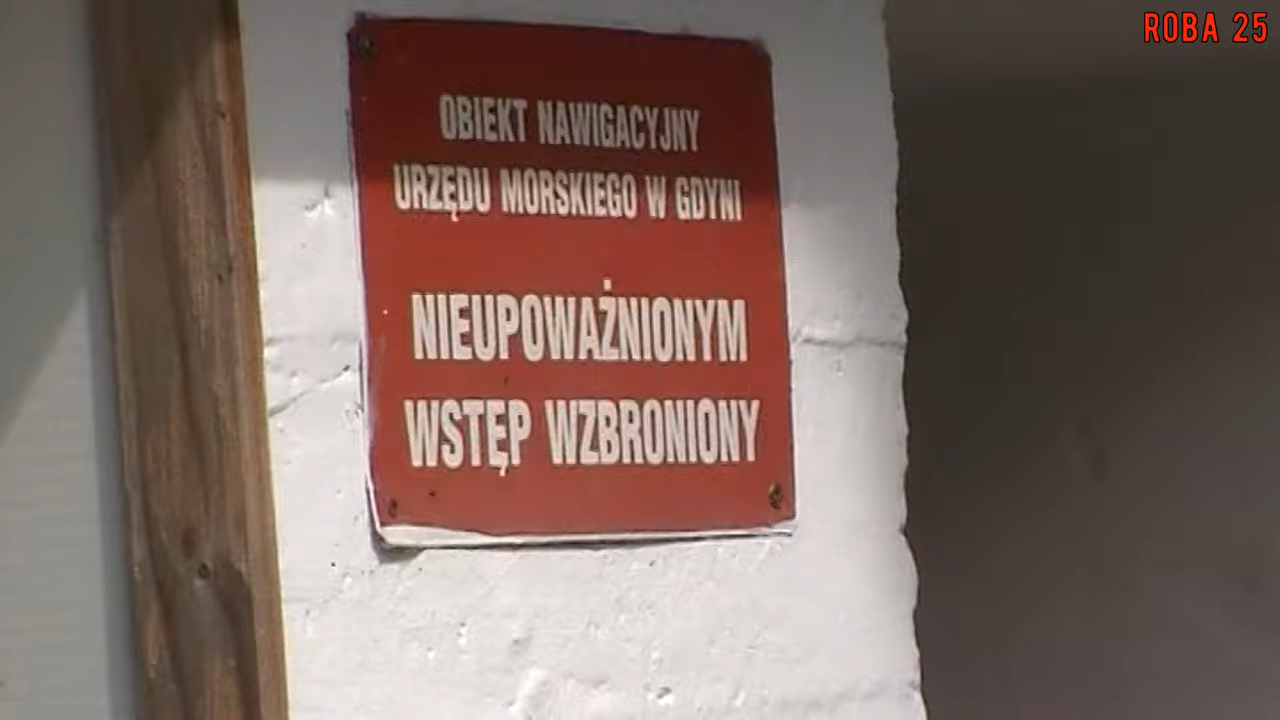 ROBA 25
OBIEKT NAWIGACYJNY
URZĘDU MORSKIEGO W GDYNI
NIEUPOWAŻNIONYM
WSTĘP WZBRONIONY